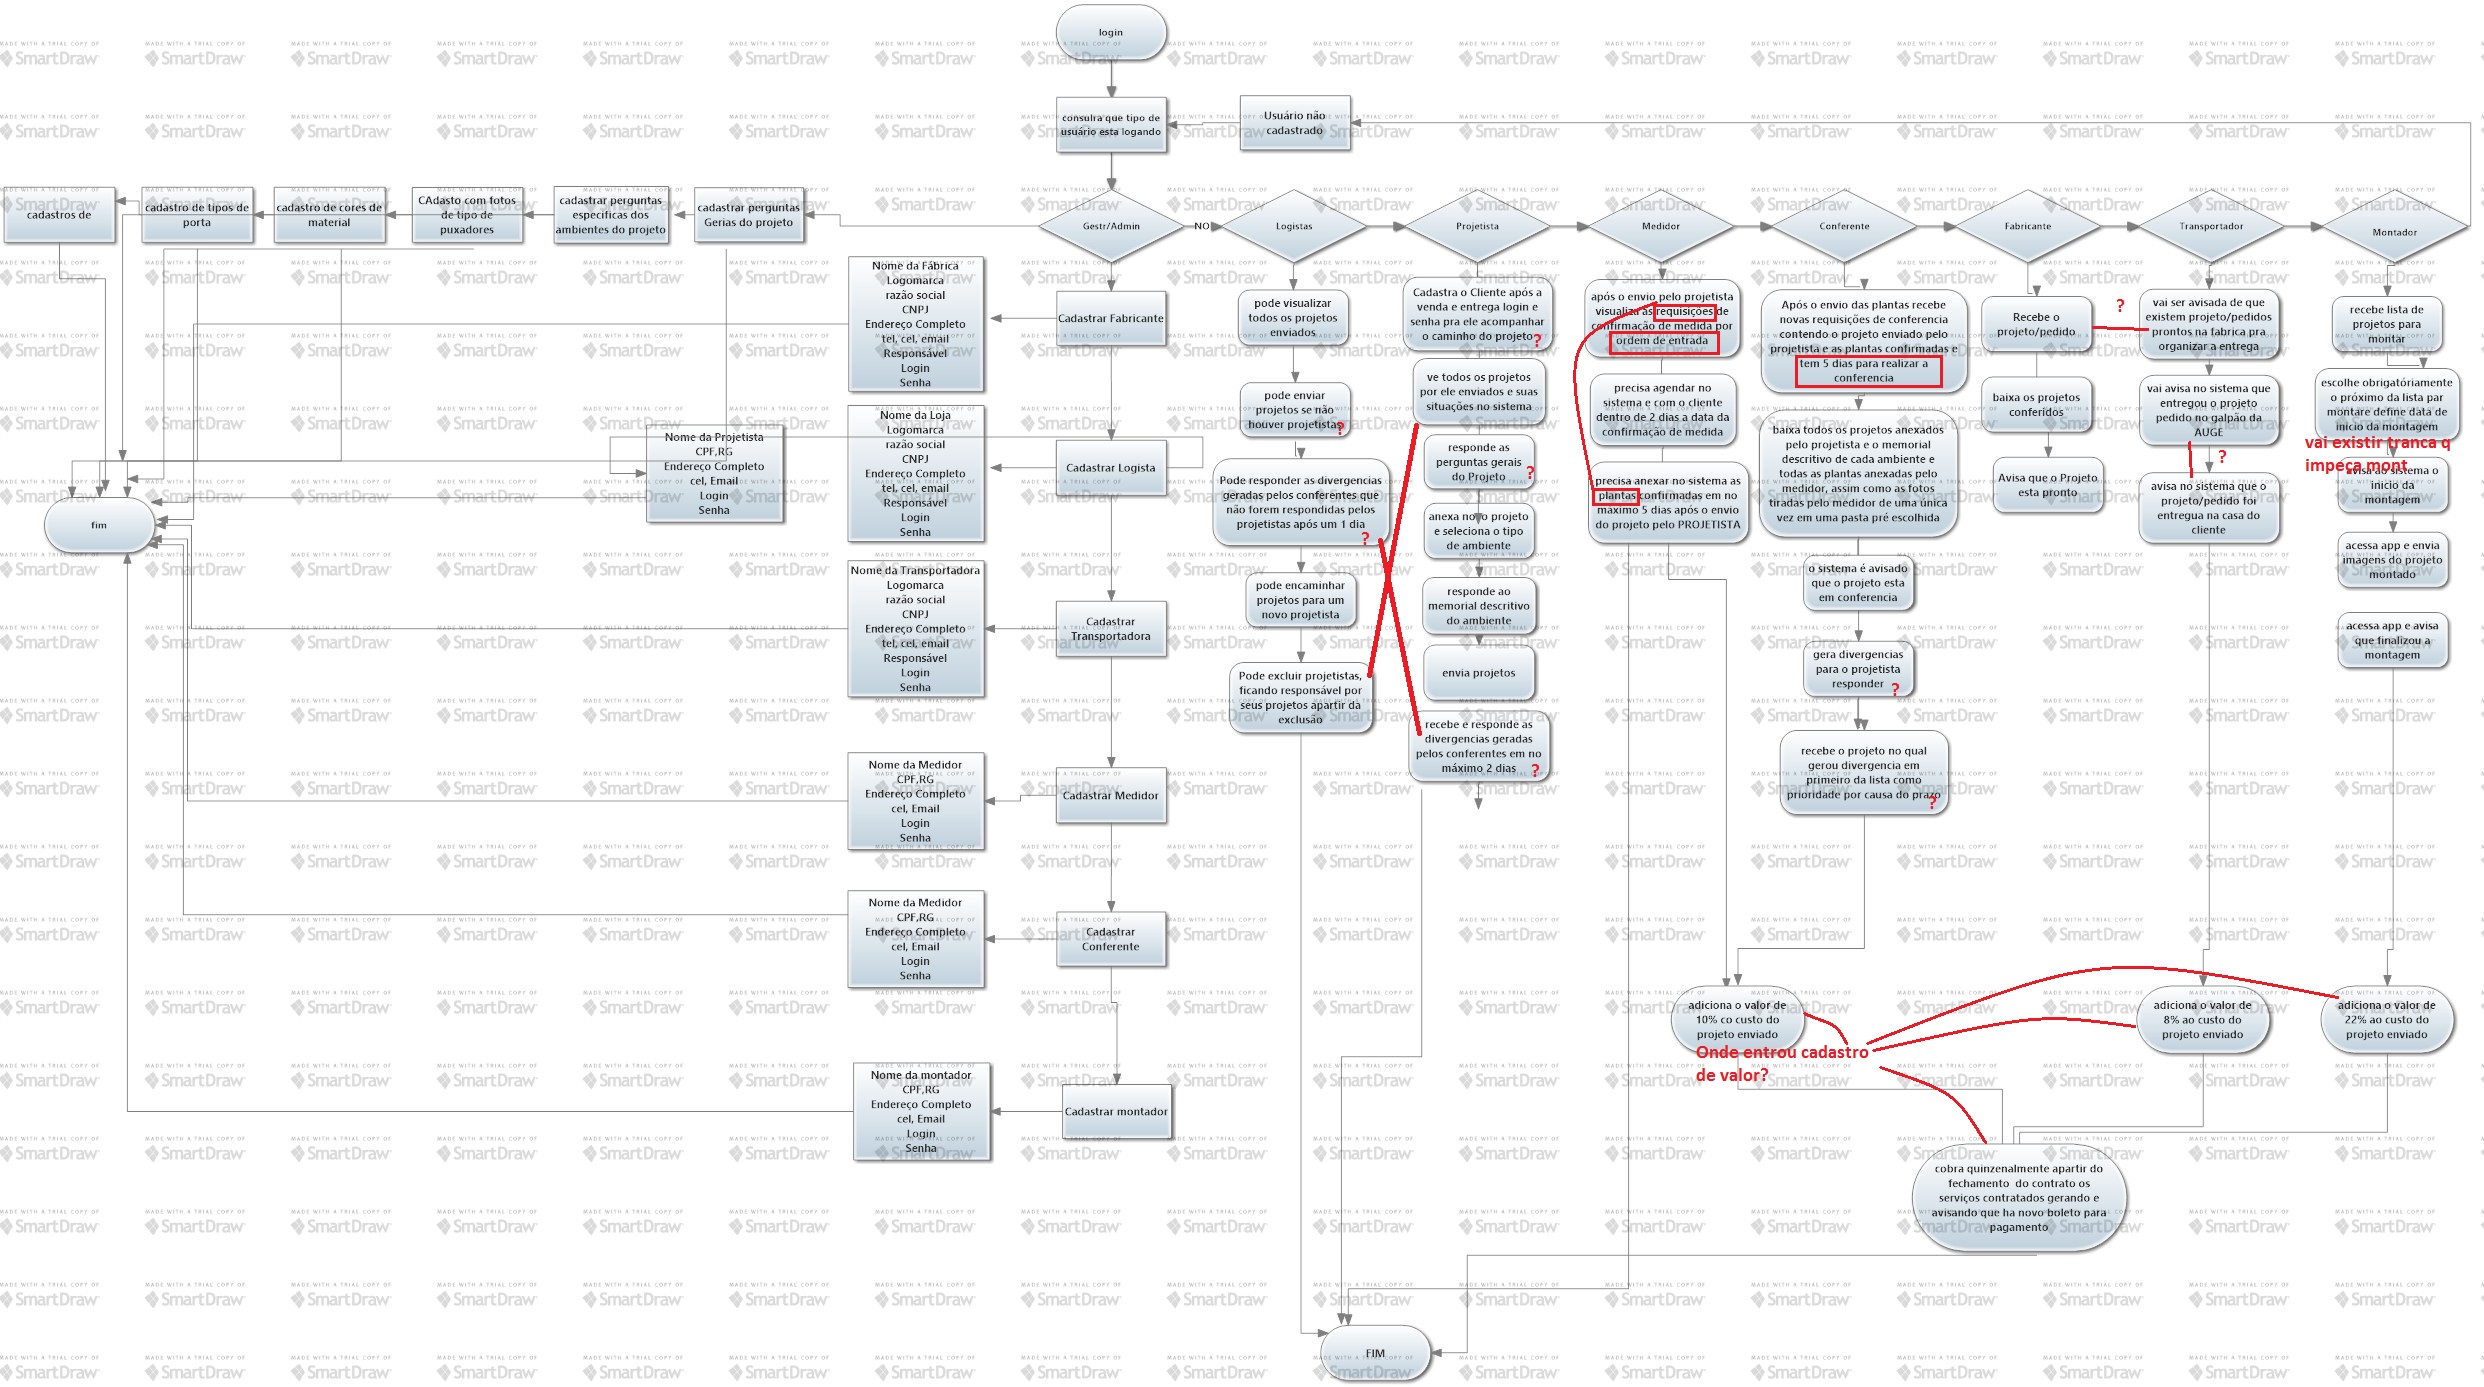 login
consulra que tipo de
usuário esta logando
Usuário não
cadastrado
cadastros de
cadastro de tipos de
porta
cadastro de cores de
material
CAdasto com fotos
de tipo de
puxadores
cadastrar perguntas
especificas dos
ambientes do projeto
cadastrar perguntas
Gerias do projeto
Gestr/Admin
NO
Logistas
Projetista
Medidor
Conferente
Fabricante
Transportador
Montador
Nome da Fábrica
Logomarca
razão social
CNPJ
Endereço Completo
tel, cel, email
Responsável
Login
Senha
Cadastrar Fabricante
Nome da Loja
Logomarca
razão social
CNPJ
Endereço Completo
tel, cel, email
Responsável
Login
Senha
Cadastrar Logista
Nome da Projetista
CPF,RG
Endereço Completo
cel, Email
Login
Senha
fim
Nome da Transportadora
Logomarca
razão social
CNPJ
Endereço Completo
tel, cel, email
Responsável
Login
Senha
Cadastrar
Transportadora
Nome da Medidor
CPF,RG
Endereço Completo
cel, Email
Login
Senha
Cadastrar Medidor
Nome da Medidor
CPF,RG
Endereço Completo
cel, Email
Login
Senha
Cadastrar
Conferente
Nome da montador
CPF,RG
Endereço Completo
cel, Email
Login
Senha
Cadastrar montador
pode visualizar
todos os projetos
enviados
pode enviar
projetos se não
houver projetistas
?
Pode responder as divergencias
geradas pelos conferentes que
não forem respondidas pelos
projetistas após um 1 dia
?
pode encaminhar
projetos para um
novo projetista
Pode excluir projetistas,
ficando responsável por
seus projetos apartir da
exclusão
Cadastra o Cliente após a
venda e entrega login e
senha pra ele acompanhar
o caminho do projeto
?
ve todos os projetos
por ele enviados e suas
situações no sistema
responde as
perguntas gerais
do Projeto
?
anexa novo projeto
e seleciona o tipo
de ambiente
responde ao
memorial descritivo
do ambiente
envia projetos
recebe e responde as
divergencias geradas
pelos conferentes em no
máximo 2 dias
?
após o envio pelo projetista
visualiza as requisições de
confirmação de medida por
ordem de entrada
precisa agendar no
sistema e com o cliente
dentro de 2 dias a data da
confirmação de medida
precisa anexar no sistema as
plantas confirmadas em no
maximo 5 dias após o envio
do projeto pelo PROJETISTA
Após o envio das plantas recebe
novas requisições de conferencia
contendo o projeto enviado pelo
projetista e as plantas confirmadas e
tem 5 dias para realizar a
conferencia
baixa todos os projetos anexados
pelo projetista e o memorial
descritivo de cada ambiente e
todas as plantas anexadas pelo
medidor, assim como as fotos
tiradas pelo medidor de uma única
vez em uma pasta pré escolhida
o sistema é avisado
que o projeto esta
em conferencia
gera divergencias
para o projetista
responder
?
recebe o projeto no qual
gerou divergencia em
primeiro da lista como
prioridade por causa do prazo
?
Recebe o
projeto/pedido
?
baixa os projetos
conferidos
Avisa que o Projeto
esta pronto
vai ser avisada de que
existem projeto/pedidos
prontos na fabrica pra
organizar a entrega
vai avisa no sistema que
entregou o projeto
pedido no galpão da
AUGE
?
avisa no sistema que o
projeto/pedido foi
entregua na casa do
cliente
recebe lista de
projetos para
montar
escolhe obrigatóriamente
o próximo da lista par
montare define data de
inicio da montagem
vai existir tranca q
impeça mont
avisa ao sistema o
inicio da
montagem
acessa app e envia
imagens do projeto
montado
acessa app e avisa
que finalizou a
montagem
adiciona o valor de
10% co custo do
projeto enviado
adiciona o valor de
8% ao custo do
projeto enviado
adiciona o valor de
22% ao custo do
projeto enviado
Onde entrou cadastro
de valor?
cobra quinzenalmente apartir do
fechamento do contrato os
serviços contratados gerando e
avisando que ha novo boleto para
pagamento
FIM
MADE WITH A TRIAL COPY OF
SmartDraw